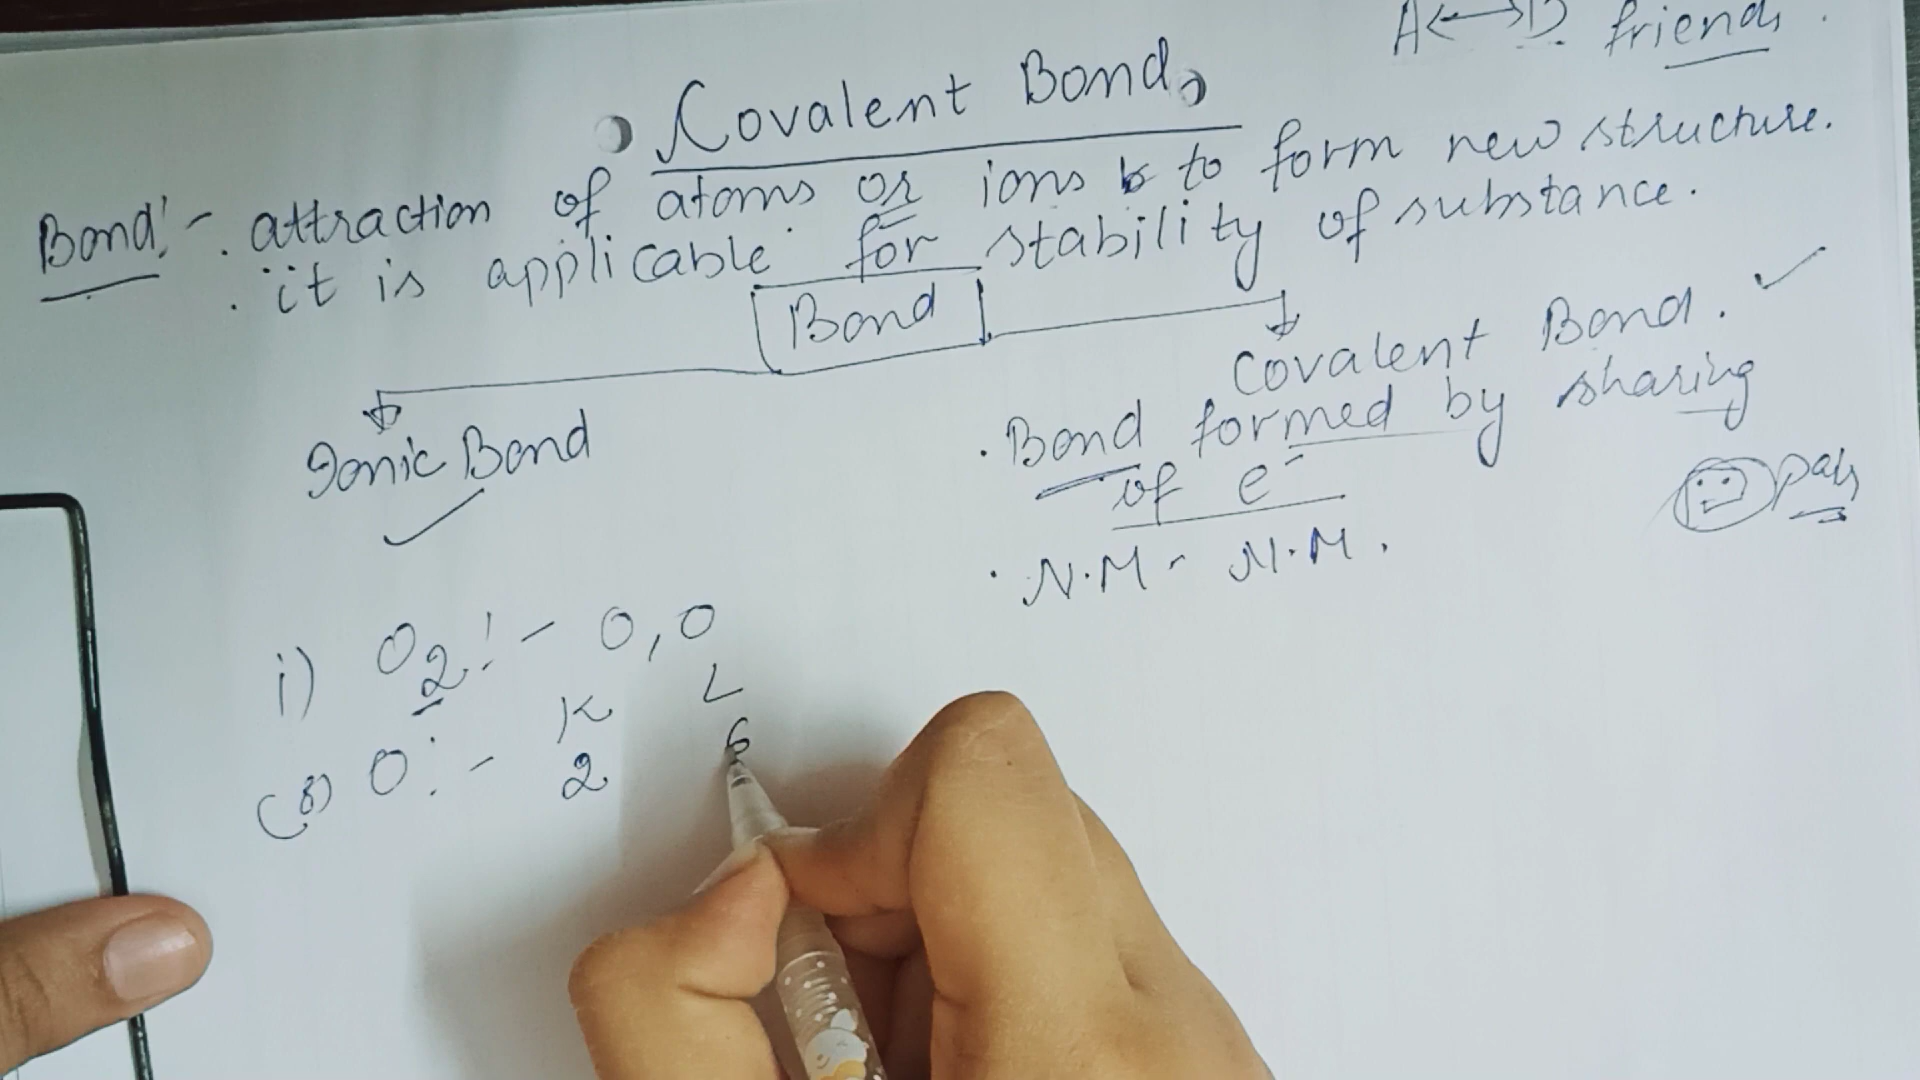 A<->B friends.
Covalent Bond
Bond:- . attraction of atoms or ions to form new structure.
. it is applicable for stability of substance.
Bond
Ionic Bond
Covalent Bond.
. Bond formed by sharing
of e-
. N.M - N.M.
i) O2:- O, O
K L
(8) O:- 2 6